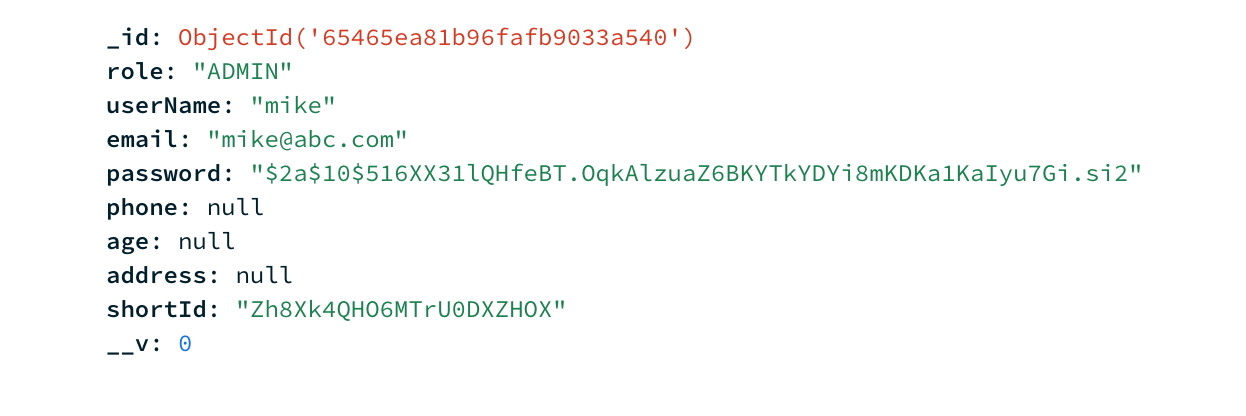 _id: ObjectId('65465ea81b96fafb9033a540')
role: "ADMIN"
userName: "mike"
email: "mike@abc.com"
password: "$2a$10$516XX31lQHfeBT.OqkAlzuaZ6BKYTkYDYi8mKDKa1KaIyu7Gi.si2"
phone: null
age: null
address: null
shortId: "Zh8Xk4QHO6MTrU0DXZHOX"
__v: 0